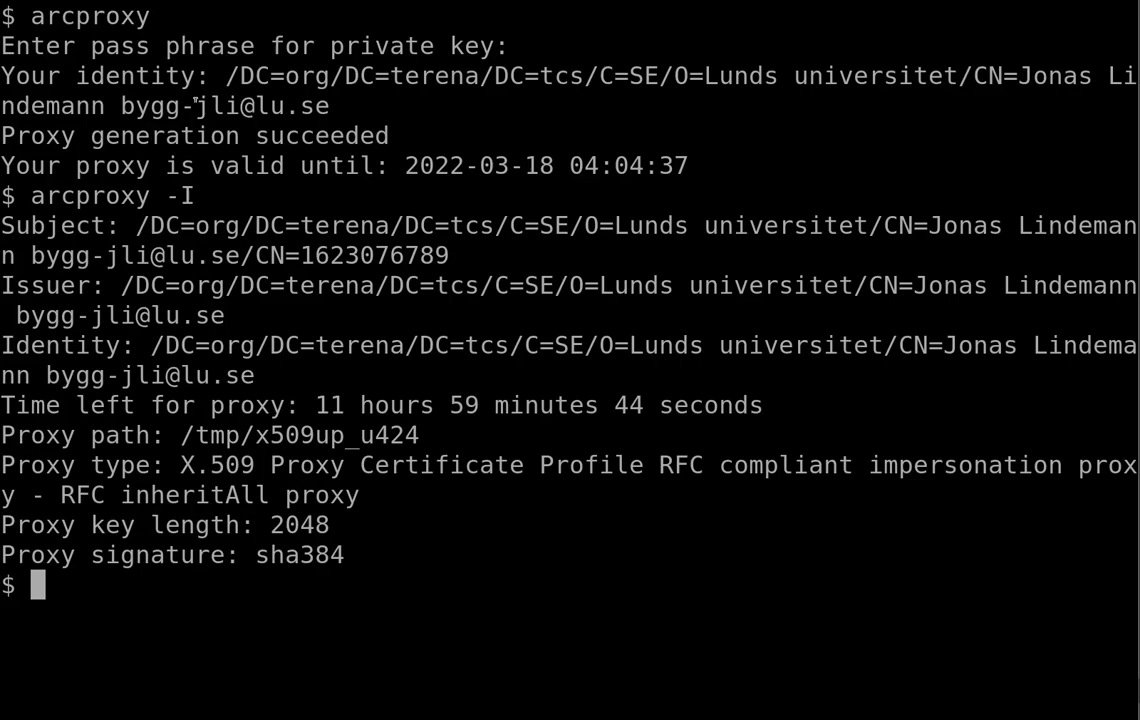 $ arcproxy
Enter pass phrase for private key:
Your identity: /DC=org/DC=terena/DC=tcs/C=SE/O=Lunds universitet/CN=Jonas Li
ndemann bygg-jli@lu.se
Proxy generation succeeded
Your proxy is valid until: 2022-03-18 04:04:37
$ arcproxy -I
Subject: /DC=org/DC=terena/DC=tcs/C=SE/O=Lunds universitet/CN=Jonas Lindeman
n bygg-jli@lu.se/CN=1623076789
Issuer: /DC=org/DC=terena/DC=tcs/C=SE/O=Lunds universitet/CN=Jonas Lindemann
 bygg-jli@lu.se
Identity: /DC=org/DC=terena/DC=tcs/C=SE/O=Lunds universitet/CN=Jonas Lindema
nn bygg-jli@lu.se
Time left for proxy: 11 hours 59 minutes 44 seconds
Proxy path: /tmp/x509up_u424
Proxy type: X.509 Proxy Certificate Profile RFC compliant impersonation prox
y - RFC inheritAll proxy
Proxy key length: 2048
Proxy signature: sha384
$